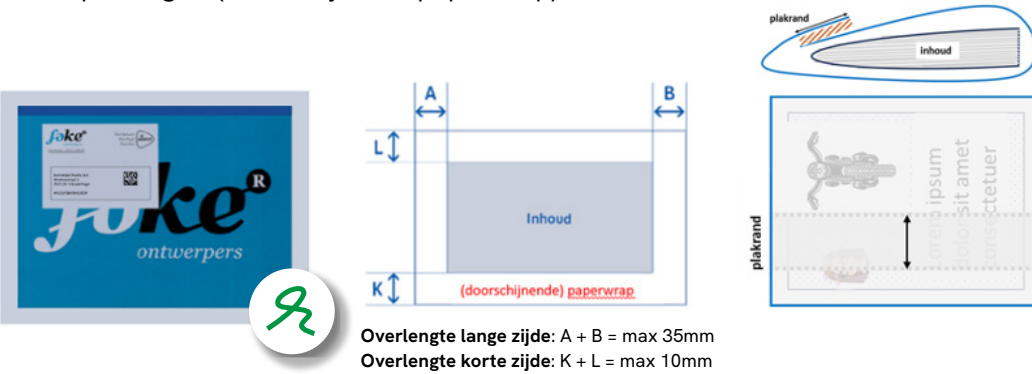 foke®
foke®
ontwerpers
A
B
L
Inhoud
K
(doorschijnende) paperwrap
Overlengte lange zijde: A + B = max 35mm
Overlengte korte zijde: K + L = max 10mm
plakrand
inhoud
plakrand
Lorem ipsum
dolor sit amet
consectetuer